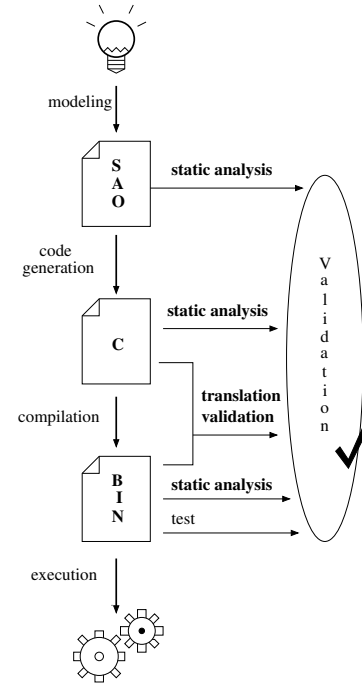 modeling
S
A
O
static analysis
code
generation
C
static analysis
translation
validation
compilation
B
I
N
static analysis
test
execution
V
a
l
i
d
a
t
i
o
n